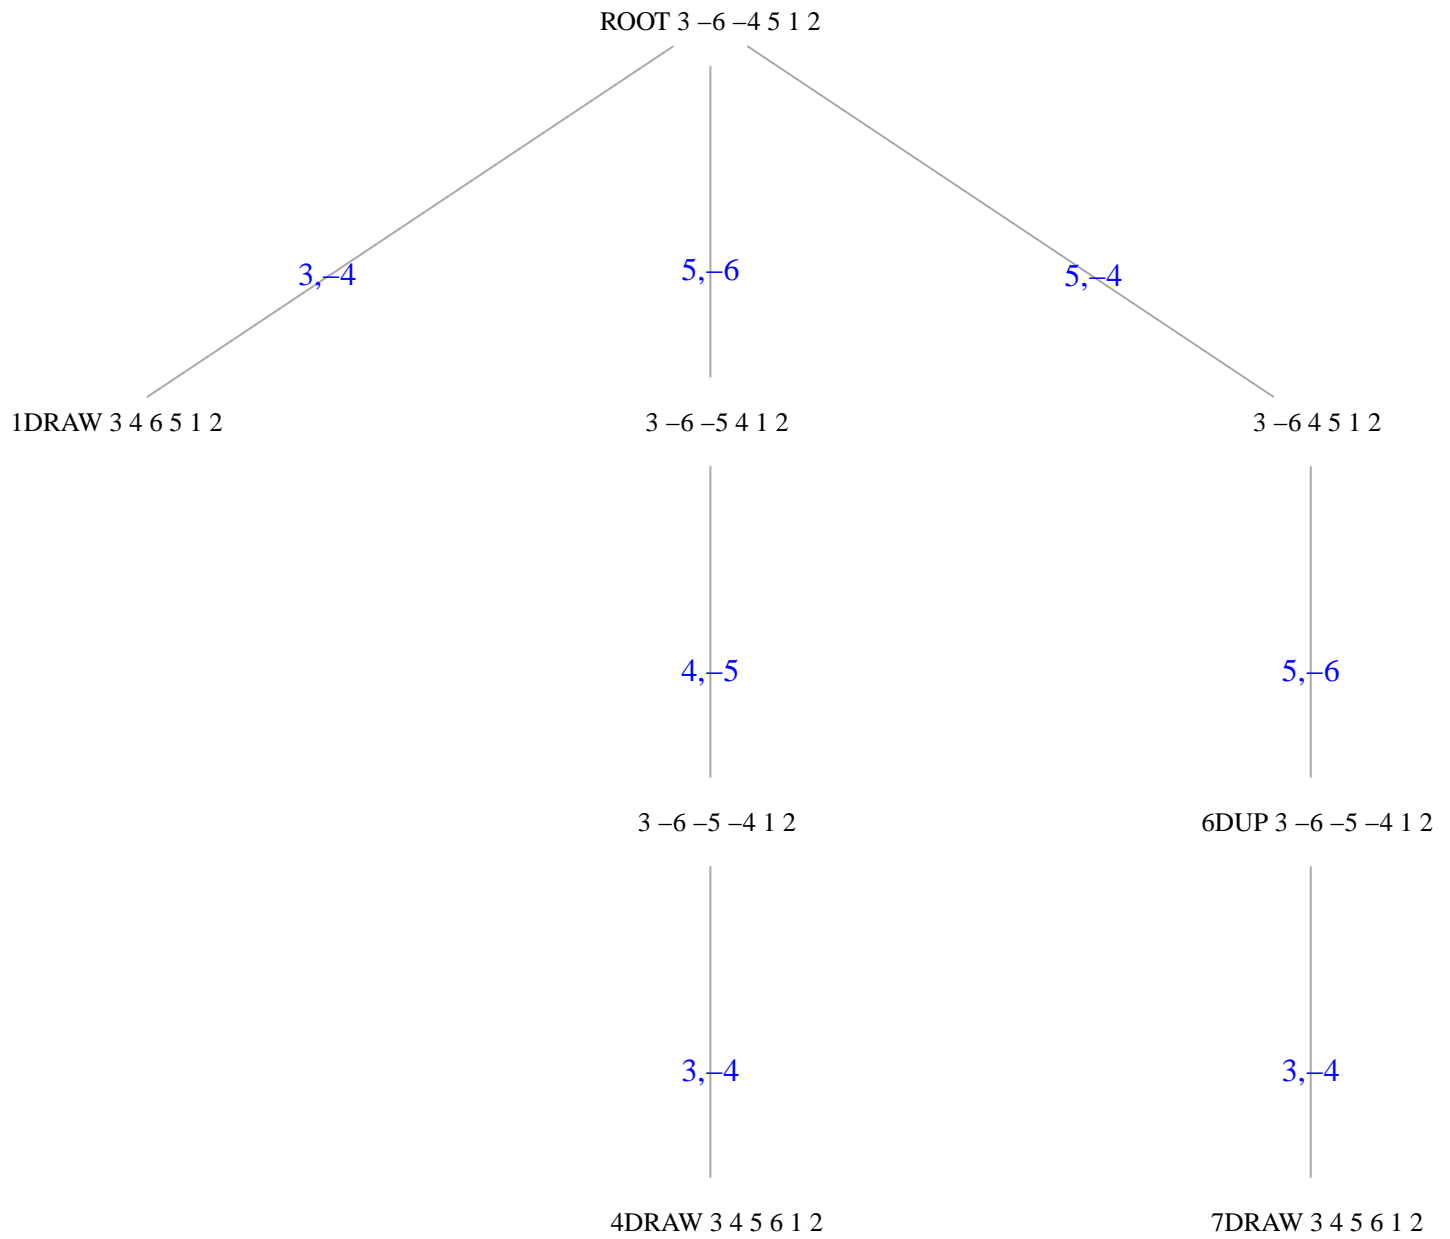 ROOT 3 –6 –4 5 1 2
3,–4
5,–6
5,–4
1DRAW 3 4 6 5 1 2
3 –6 –5 4 1 2
3 –6 4 5 1 2
4,–5
5,–6
3 –6 –5 –4 1 2
6DUP 3 –6 –5 –4 1 2
3,–4
3,–4
4DRAW 3 4 5 6 1 2
7DRAW 3 4 5 6 1 2